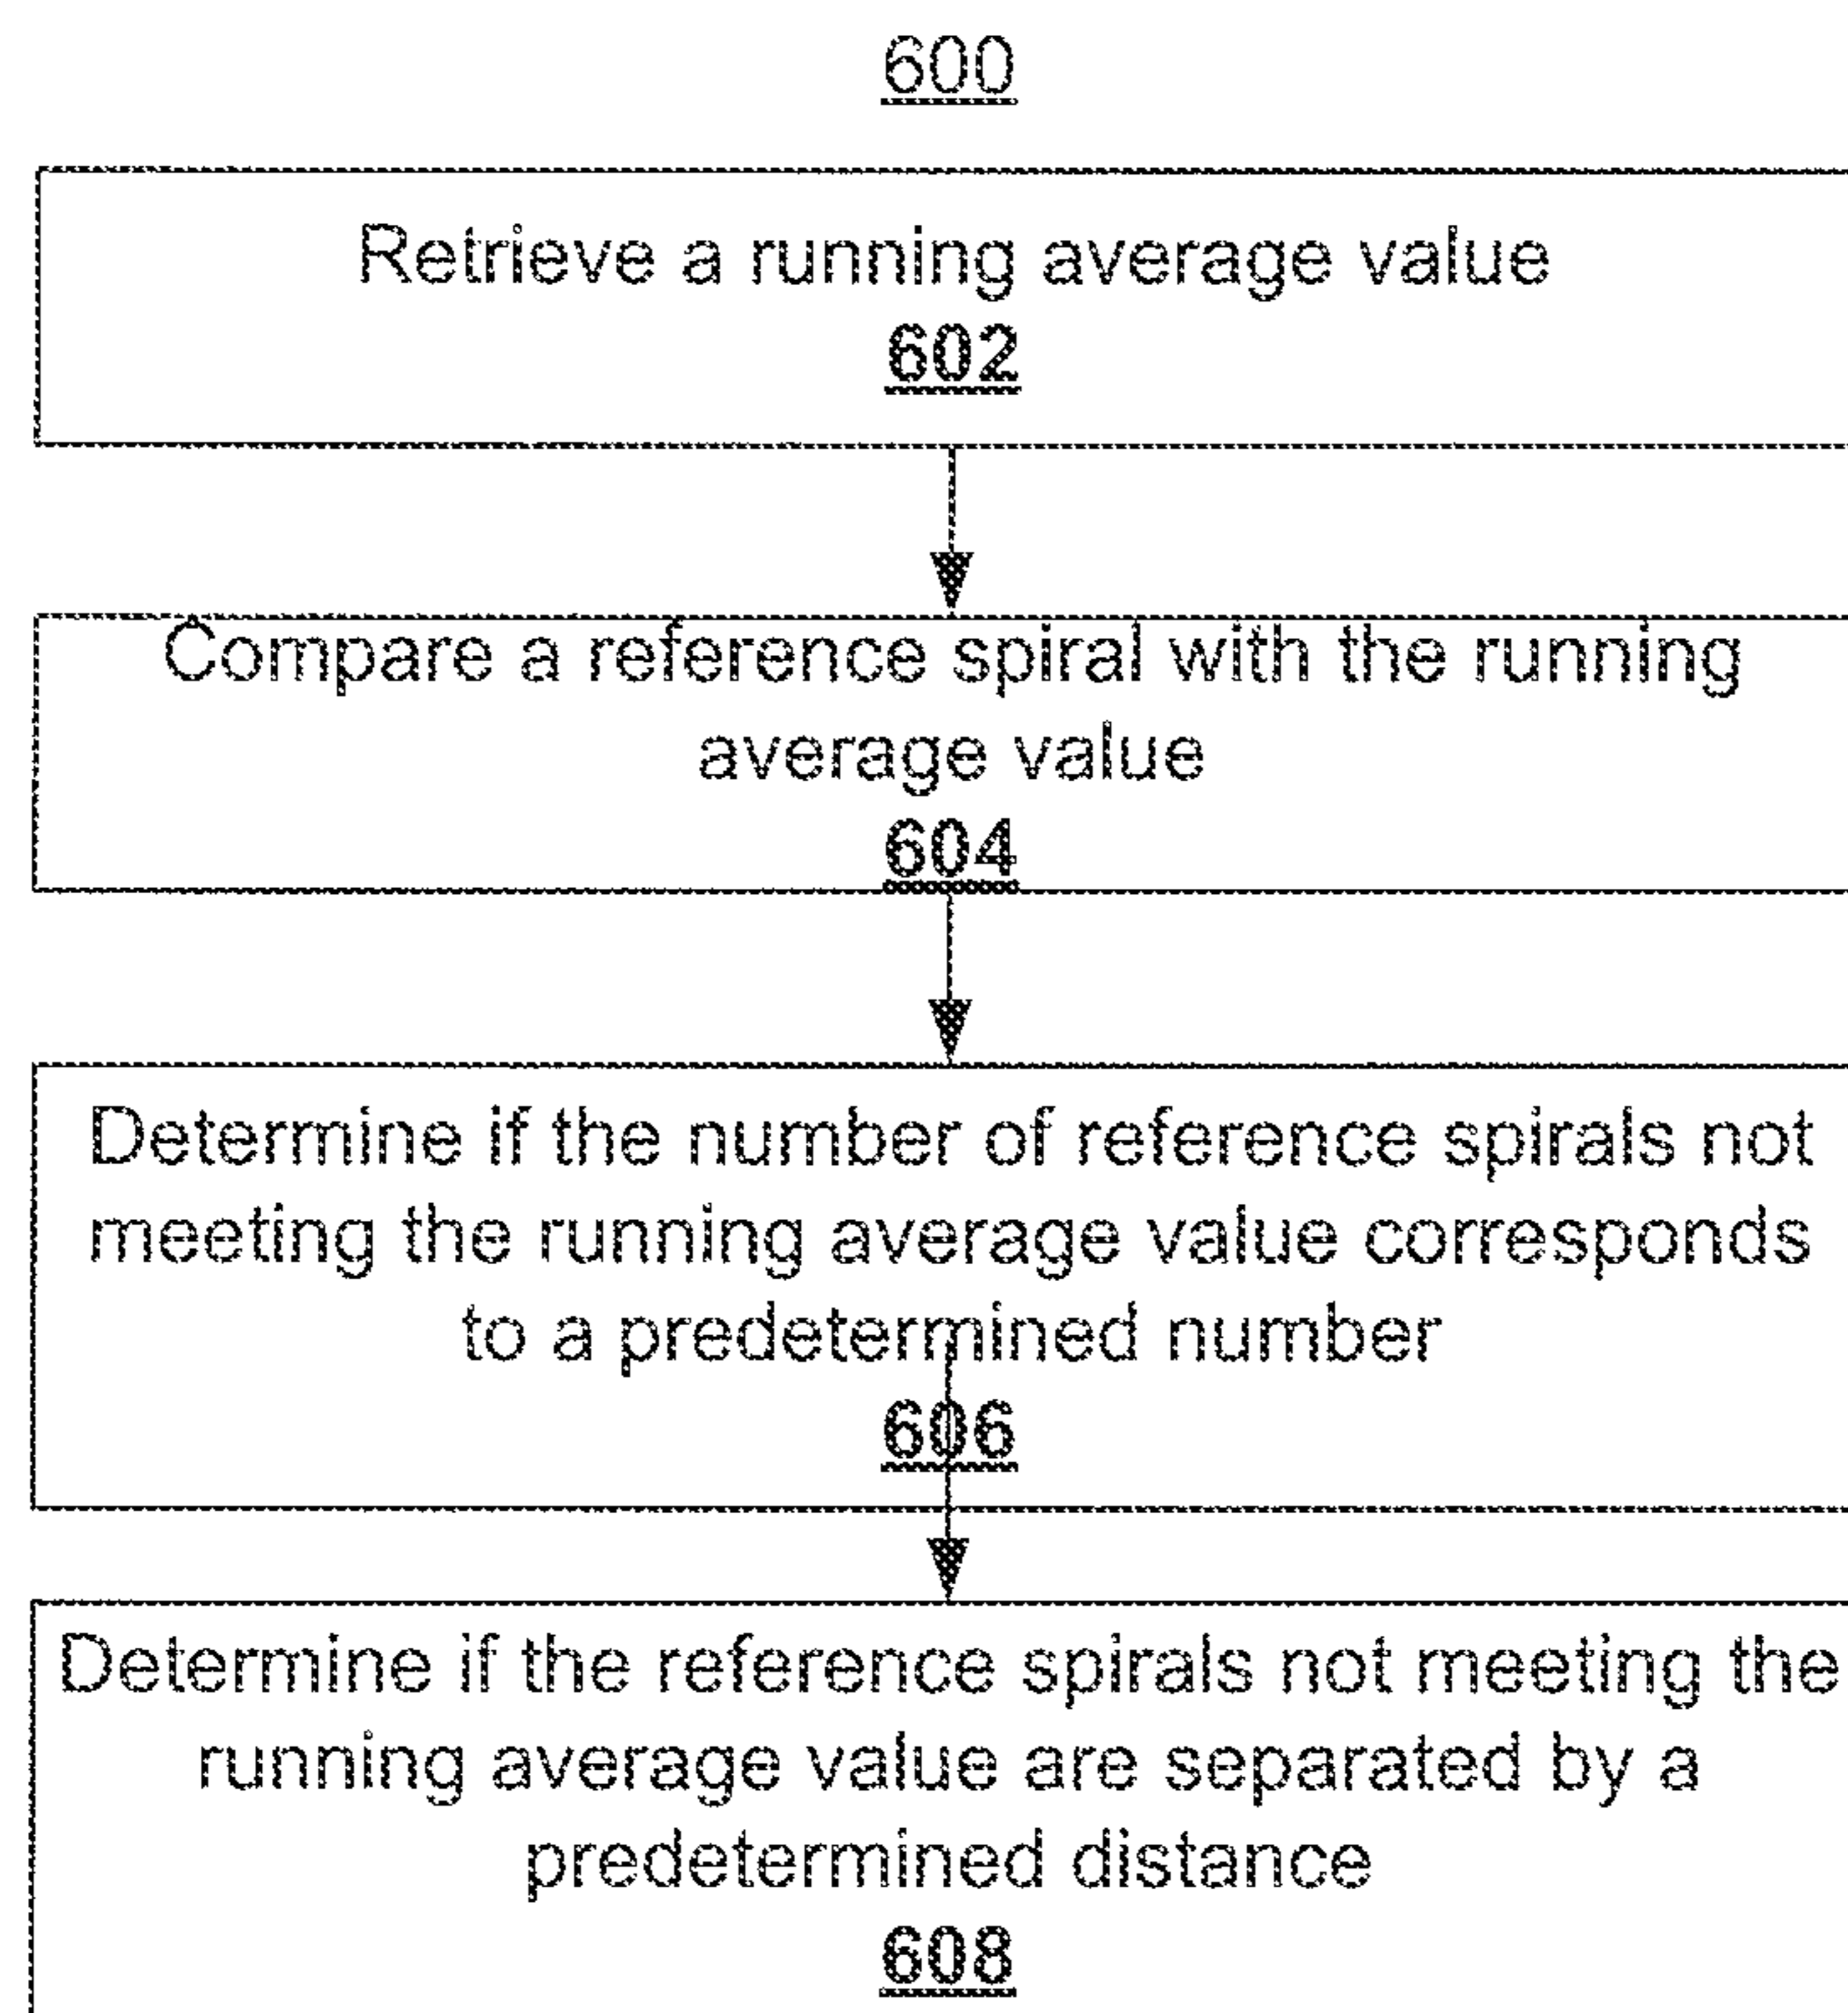 600
Retrieve a running average value
602
Compare a reference spiral with the running
average value
604
Determine if the number of reference spirals not
meeting the running average value corresponds
to a predetermined number
606
Determine if the reference spirals not meeting the
running average value are separated by a
predetermined distance
608